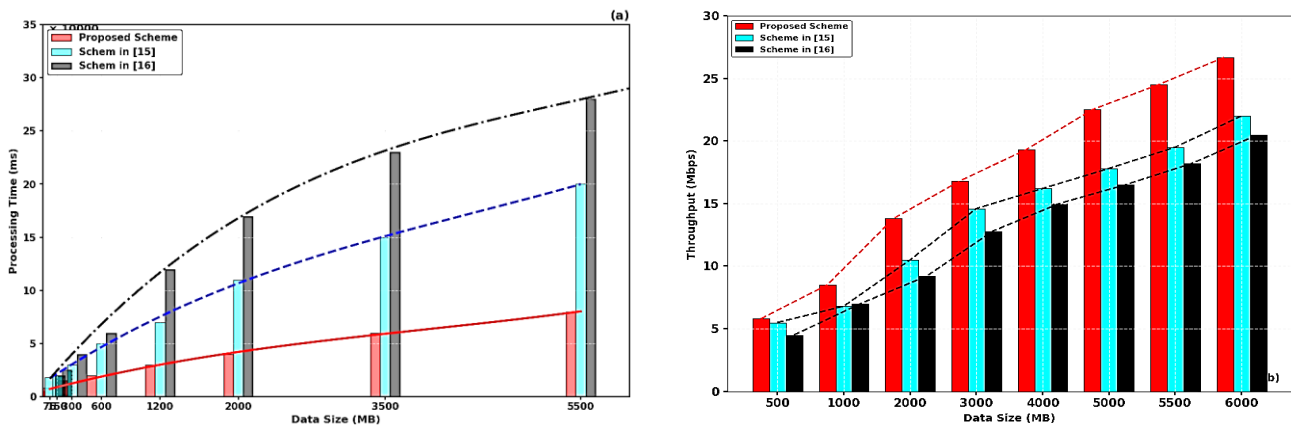 (a)
× 10000
Proposed Scheme
Schem in [15]
Schem in [16]
Processing Time (ms)
35
30
25
20
15
10
5
0
600
1200
2000
3500
5500
Data Size (MB)
Proposed Scheme
Scheme in [15]
Scheme in [16]
Throughput (Mbps)
30
25
20
15
10
5
0
b)
500
1000
2000
3000
4000
5000
5500
6000
Data Size (MB)